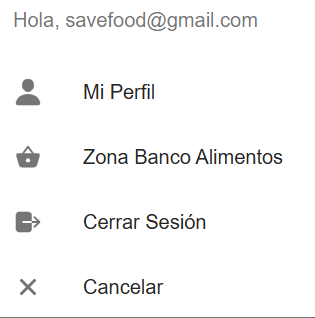 Hola, savefood@gmail.com
Mi Perfil
Zona Banco Alimentos
Cerrar Sesión
Cancelar